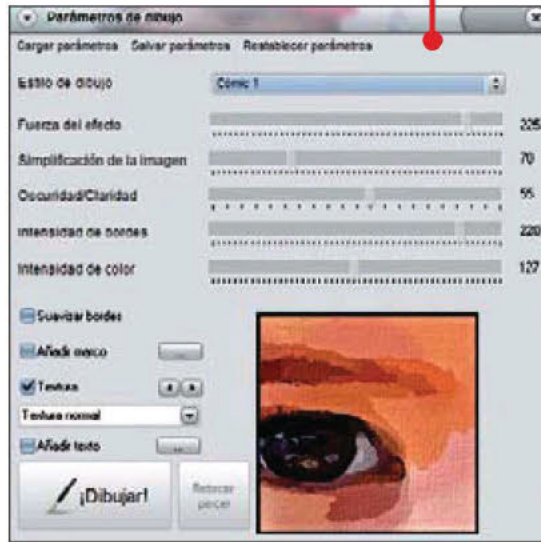 Parámetros de dibujo
Cargar parámetros Salvar parámetros Restablecer parámetros
Estilo de dibujo Cómic 1
Fuerza del efecto 225
Simplificación de la imagen 70
Oscuridad/Claridad 55
Intensidad de bordes 220
Intensidad de color 127
Suavizar bordes
Añadir marco ...
Textura
Textura normal
Añadir texto ...
¡Dibujar!
Retocar